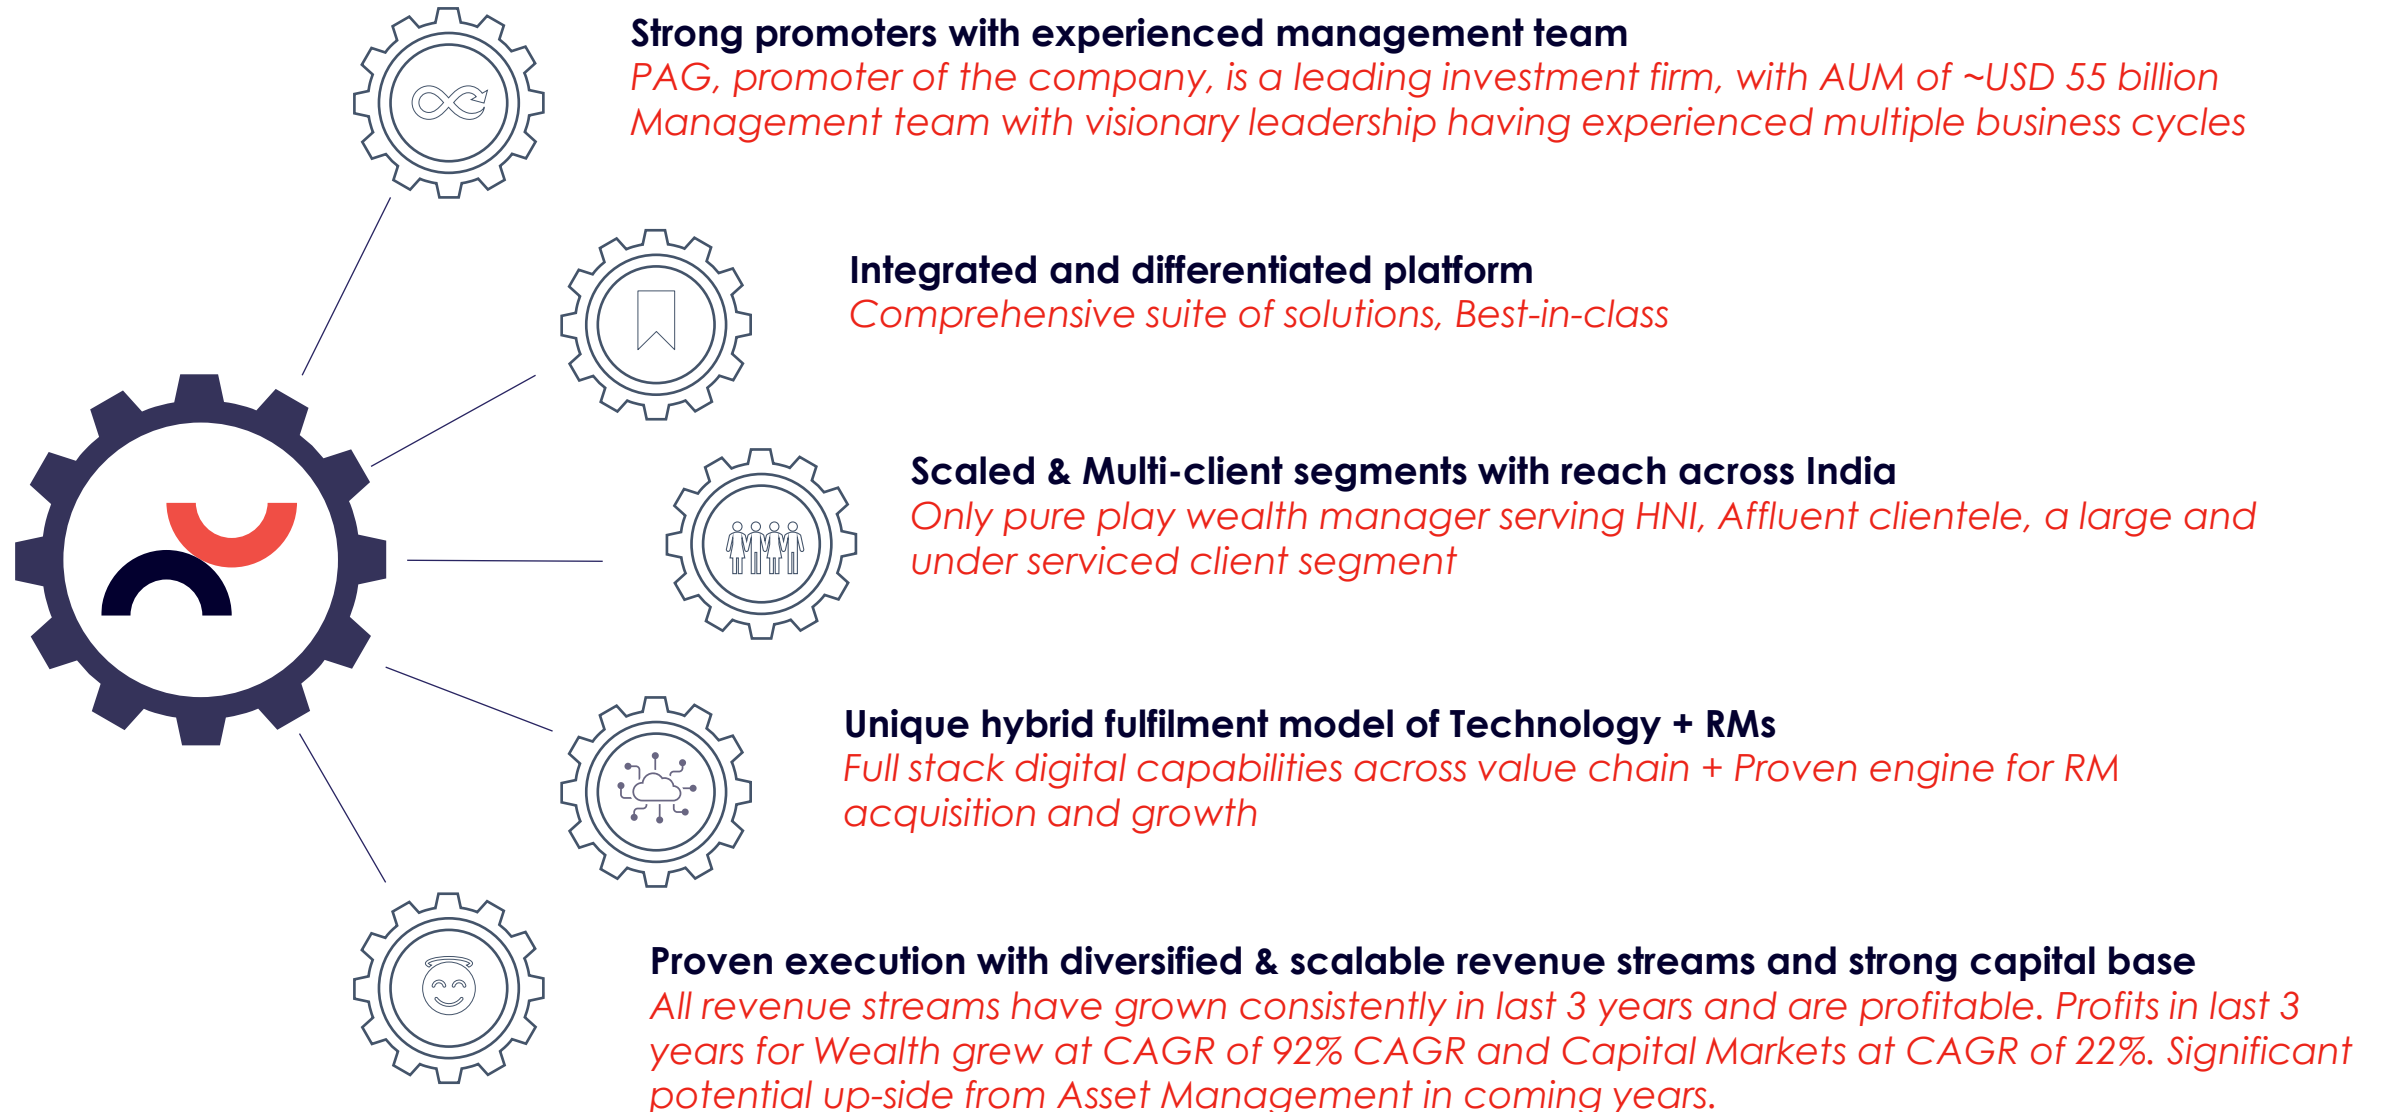 Strong promoters with experienced management team
PAG, promoter of the company, is a leading investment firm, with AUM of ~USD 55 billion
Management team with visionary leadership having experienced multiple business cycles
Integrated and differentiated platform
Comprehensive suite of solutions, Best-in-class
Scaled & Multi-client segments with reach across India
Only pure play wealth manager serving HNI, Affluent clientele, a large and
under serviced client segment
Unique hybrid fulfilment model of Technology + RMs
Full stack digital capabilities across value chain + Proven engine for RM
acquisition and growth
Proven execution with diversified & scalable revenue streams and strong capital base
All revenue streams have grown consistently in last 3 years and are profitable. Profits in last 3
years for Wealth grew at CAGR of 92% CAGR and Capital Markets at CAGR of 22%. Significant
potential up-side from Asset Management in coming years.